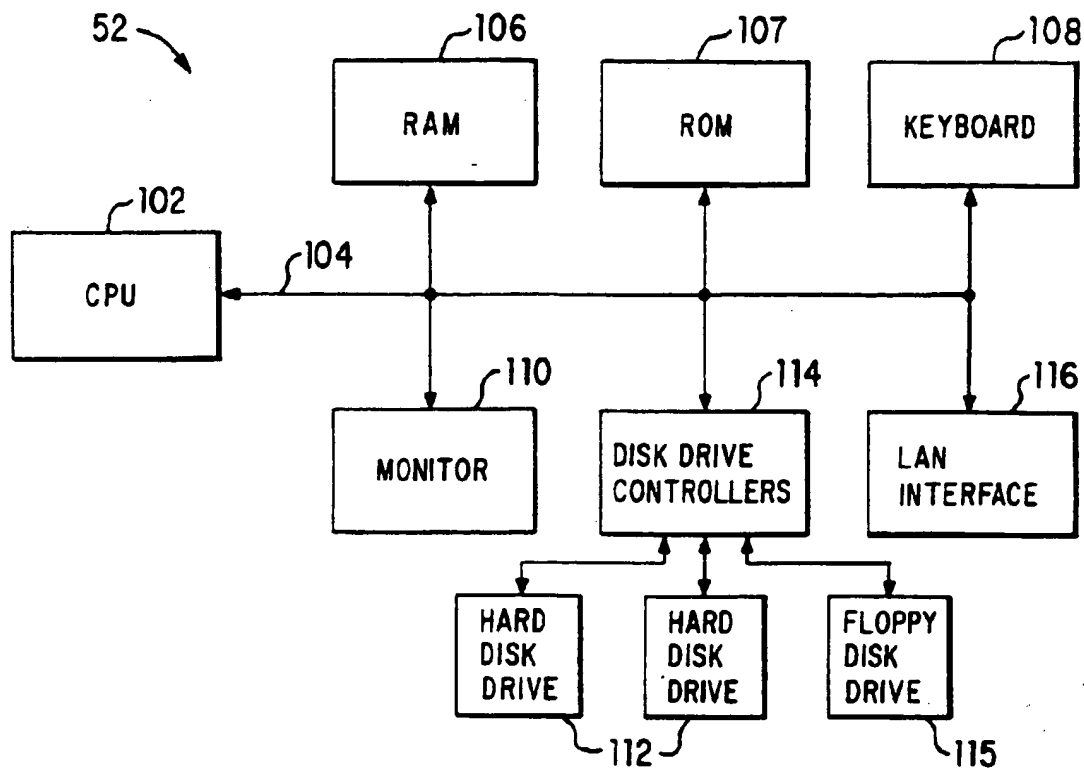 52
106
107
108
RAM
ROM
KEYBOARD
102
104
CPU
110
114
116
MONITOR
DISK DRIVE
CONTROLLERS
LAN
INTERFACE
HARD
DISK
DRIVE
HARD
DISK
DRIVE
FLOPPY
DISK
DRIVE
112
115